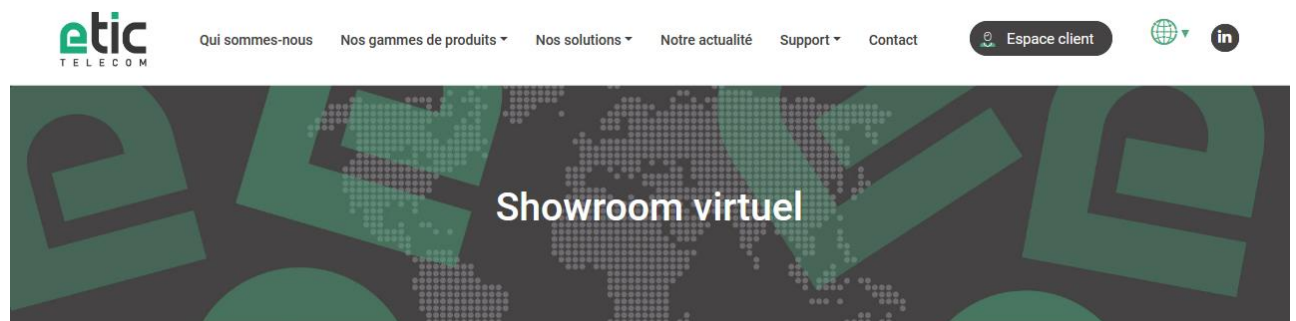 etic
TELECOM
Qui sommes-nous Nos gammes de produits Nos solutions Notre actualité Support Contact Espace client in
Showroom virtuel